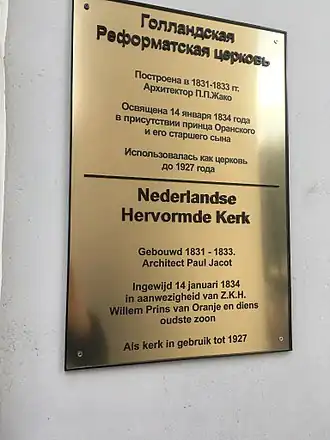 Голландская
Реформатская церковь
Построена в 1831-1833 гг.
Архитектор П.П.Жако
Освящена 14 января 1834 года
в присутствии принца Оранского
и его старшего сына
Использовалась как церковь
до 1927 года
Nederlandse
Hervormde Kerk
Gebouwd 1831 - 1833.
Architect Paul Jacot
Ingewijd 14 januari 1834
in aanwezigheid van Z.K.H.
Willem Prins van Oranje en diens
oudste zoon
Als kerk in gebruik tot 1927